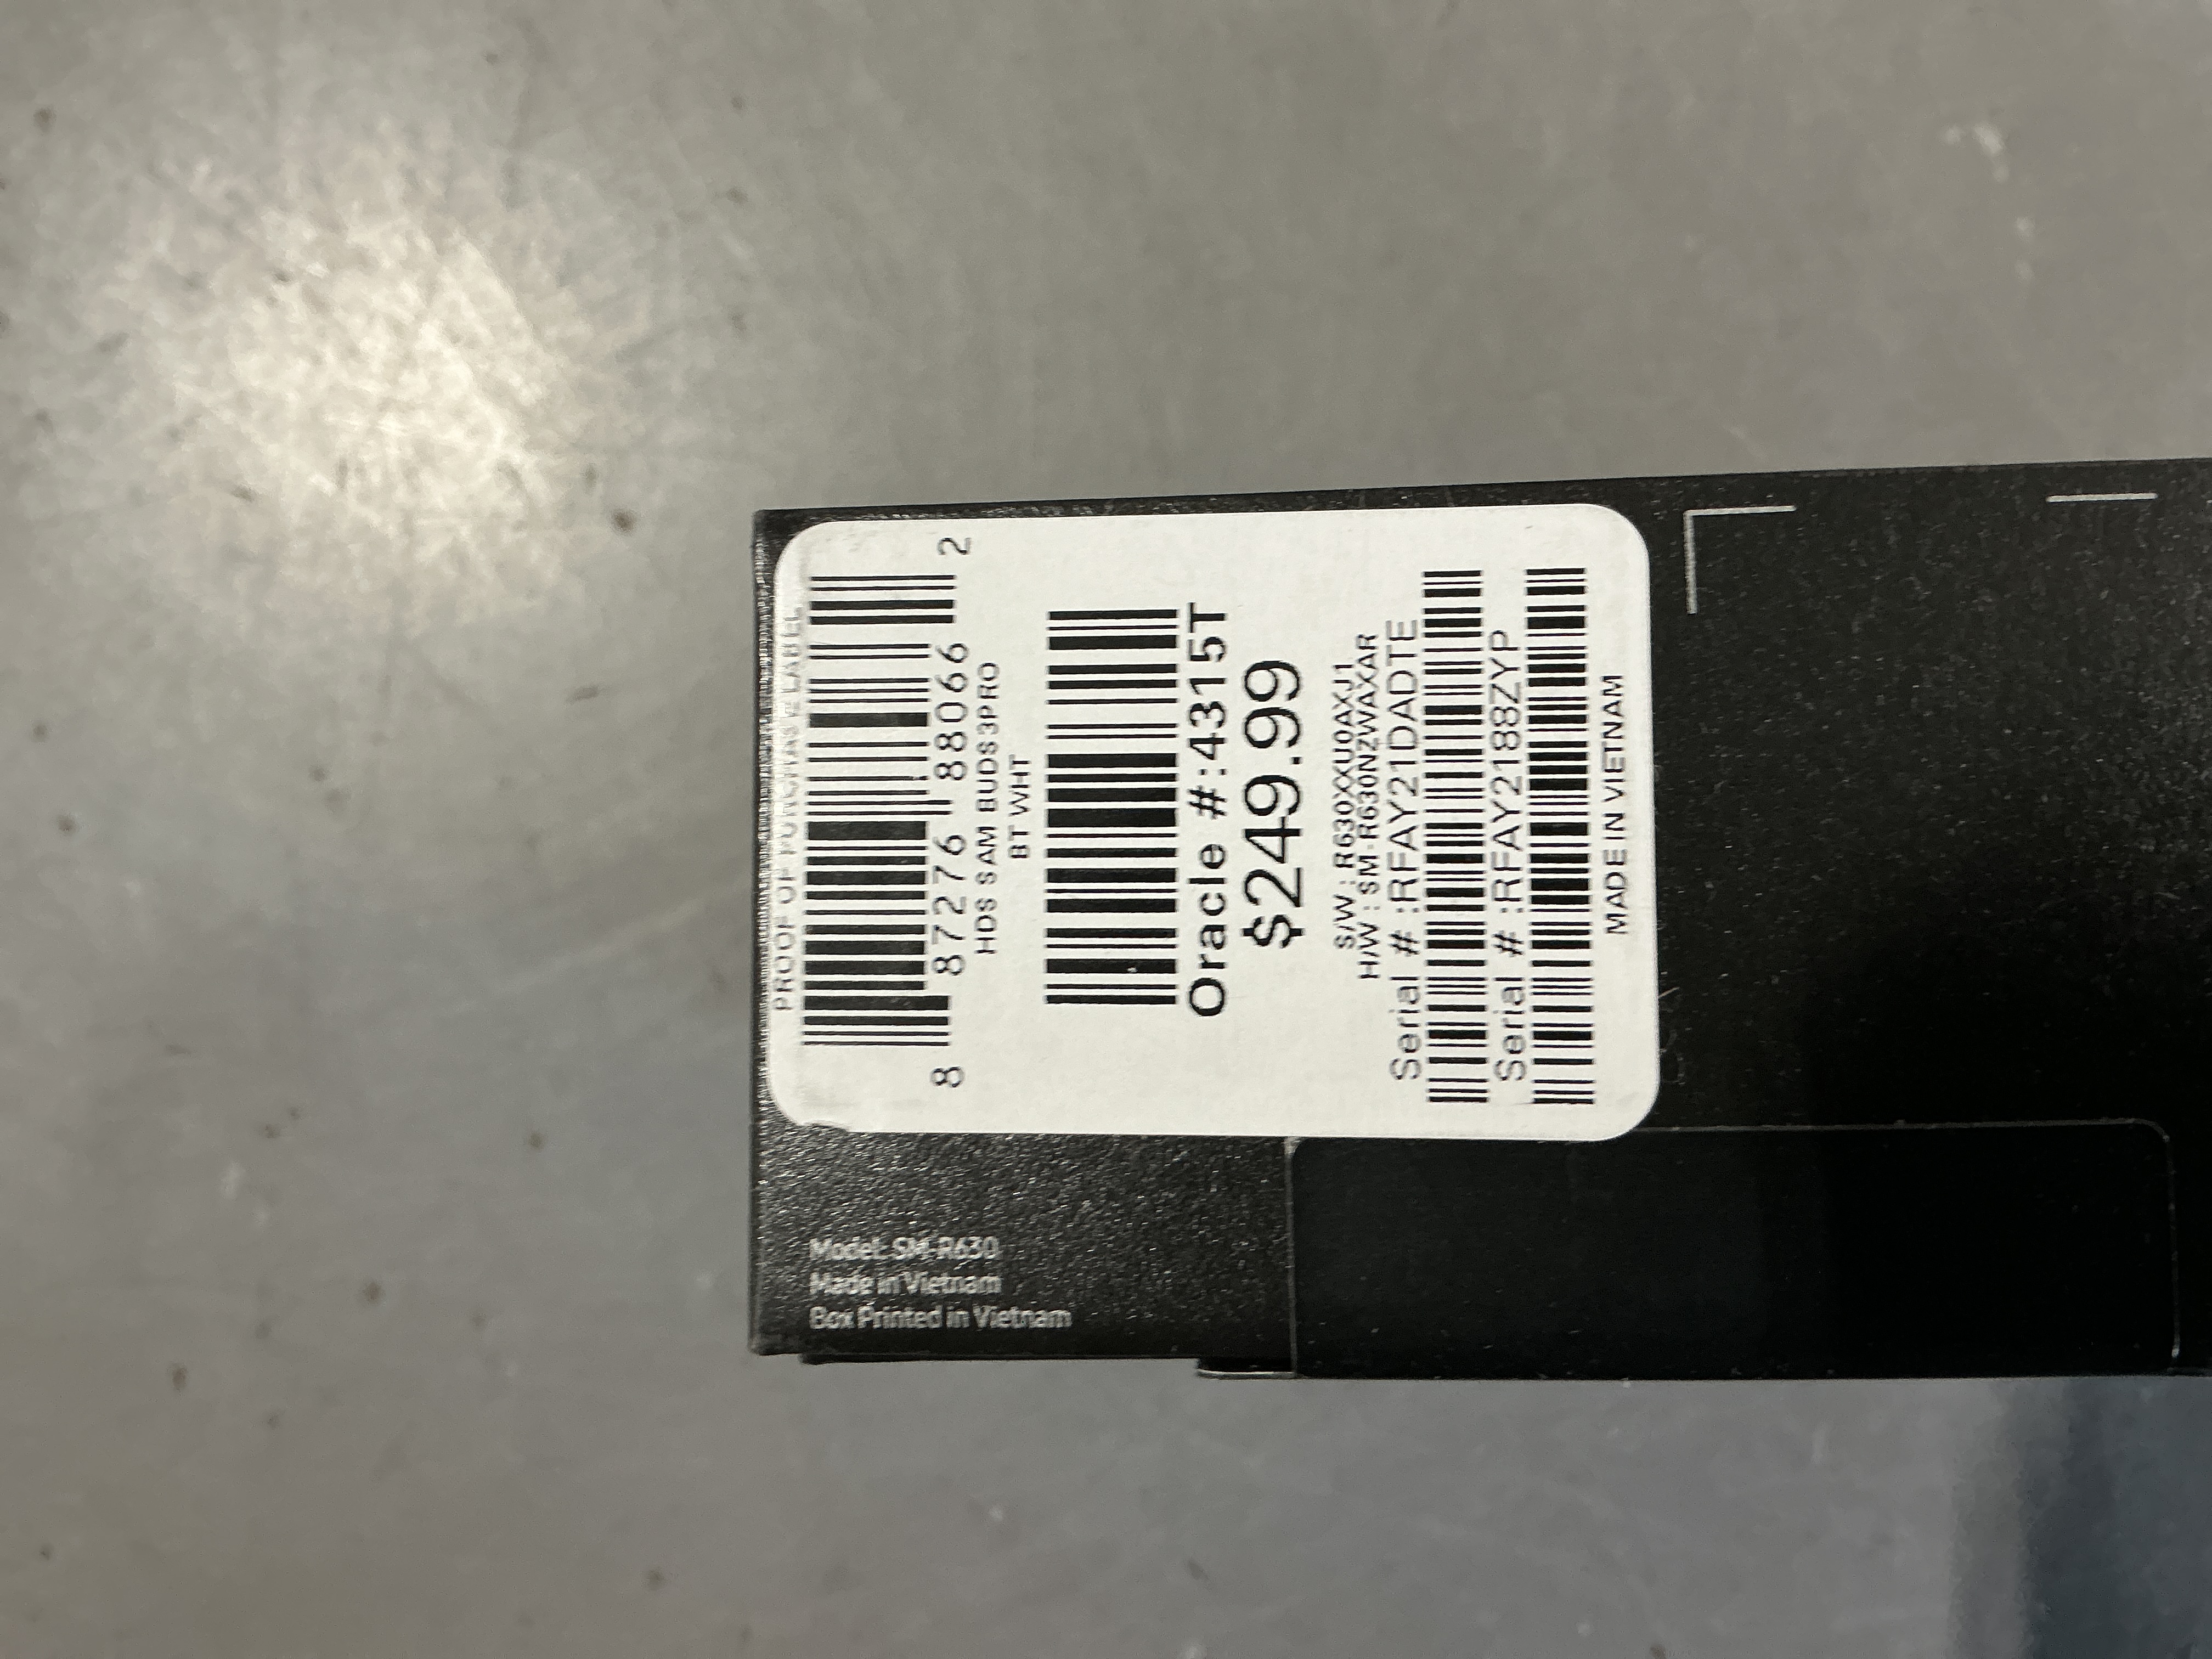 PROOF OF PURCHASE LABEL
8 87276 88066 2
HDS SAM BUDS3PRO
BT WHT
Oracle #:4315T
$249.99
S/W : R630XXU0AXJ1
H/W : SM-R630NZWAXAR
Serial # :RFAY21DADTE
Serial # :RFAY2188ZYP
MADE IN VIETNAM
Model: SM-R630
Made in Vietnam
Box Printed in Vietnam